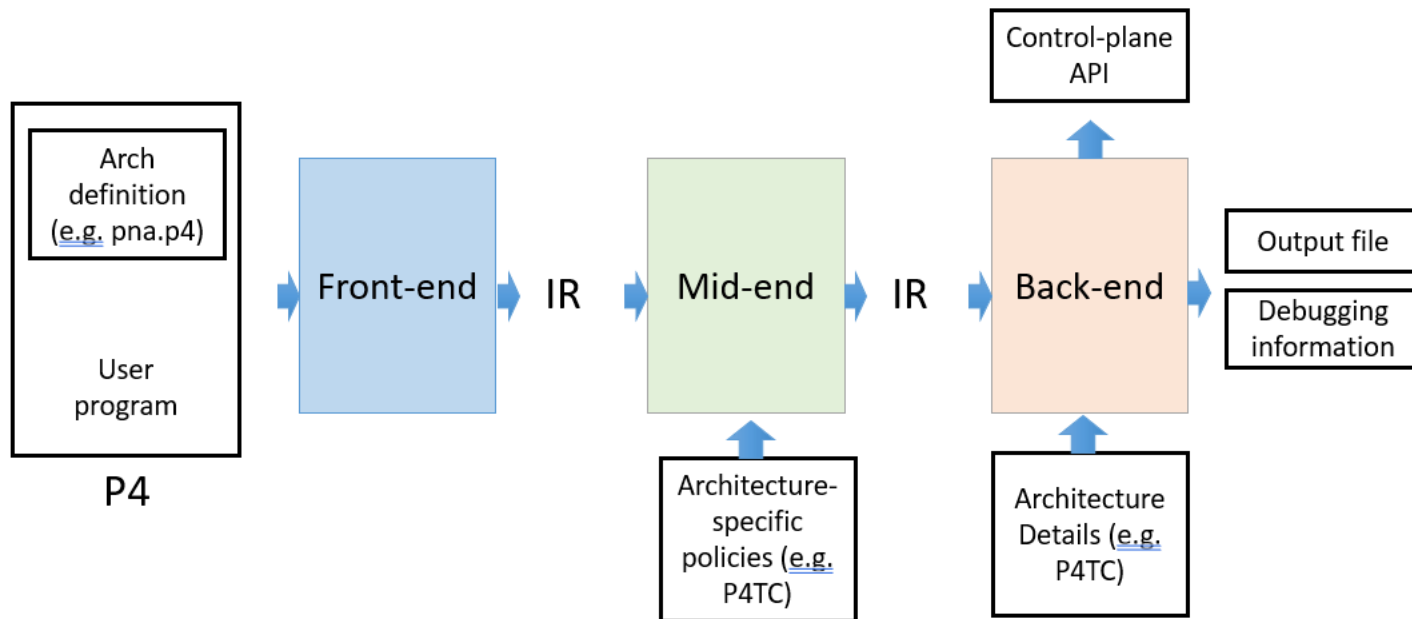 Arch
definition
(e.g. pna.p4)
User
program
P4
Front-end
IR
Mid-end
Architecture-
specific
policies (e.g.
P4TC)
IR
Control-plane
API
Back-end
Architecture
Details (e.g.
P4TC)
Output file
Debugging
information